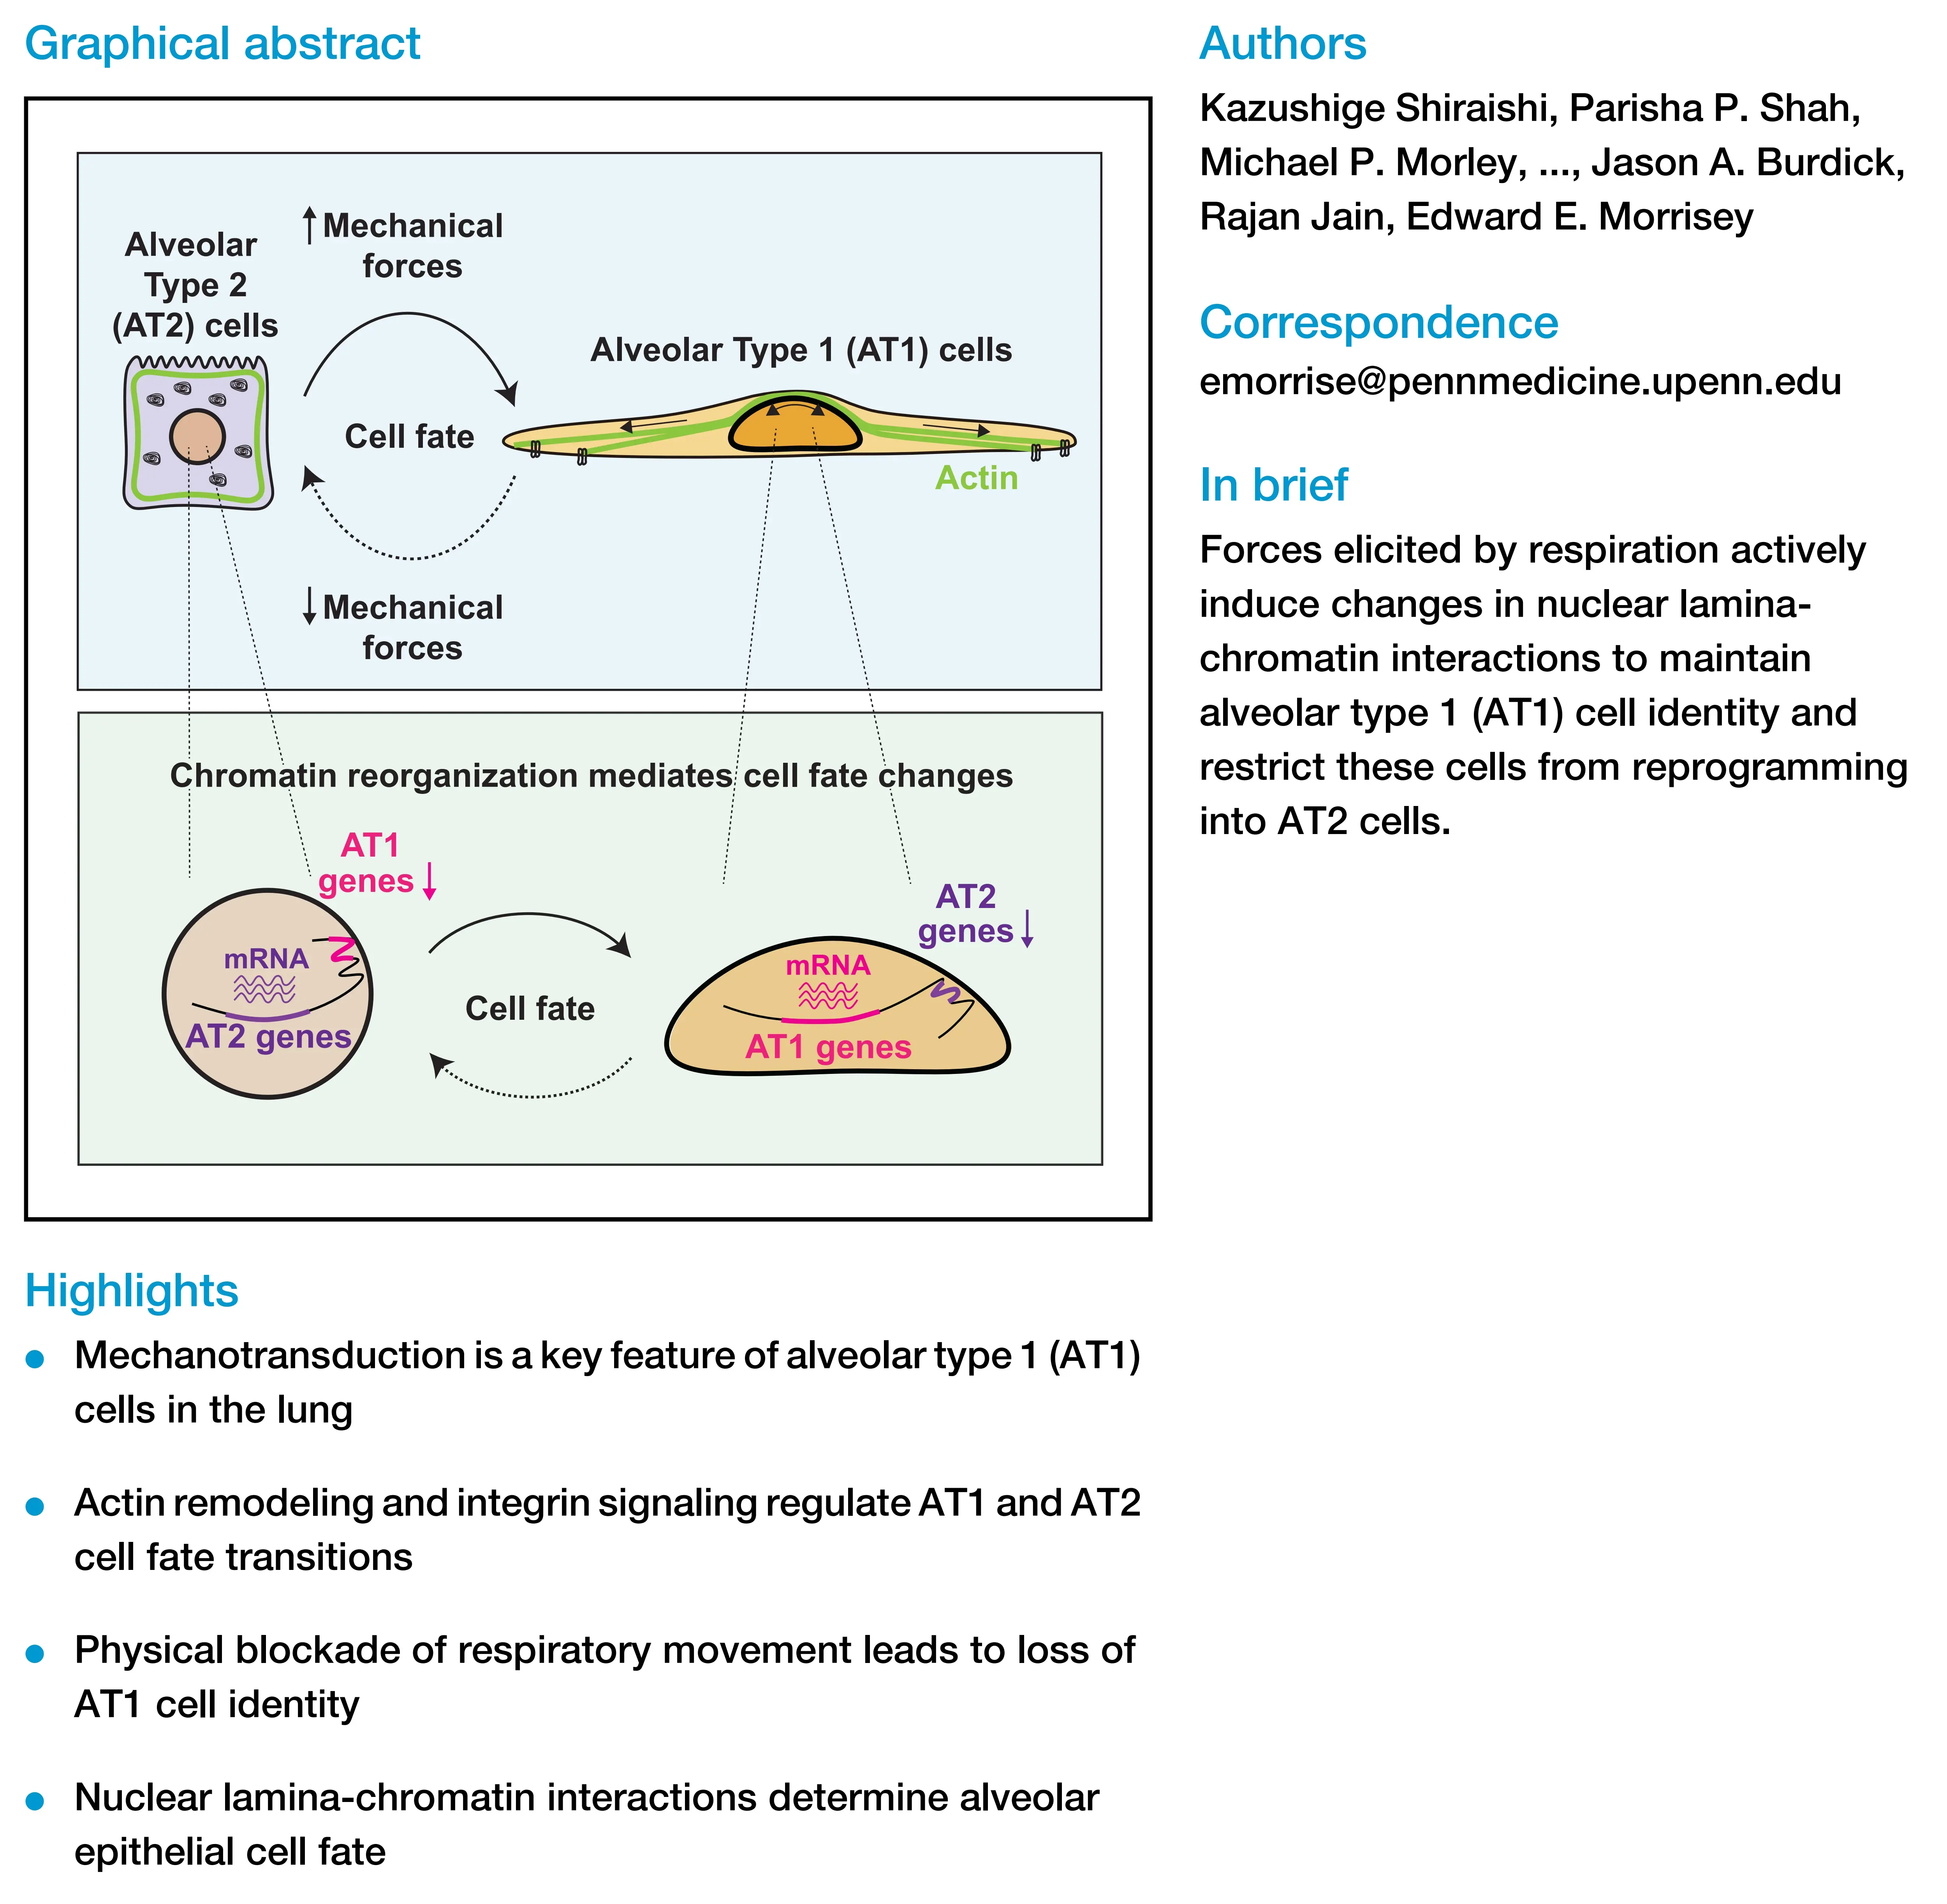 Graphical abstract
Alveolar
Type 2
(AT2) cells
↑ Mechanical
forces
Cell fate
Alveolar Type 1 (AT1) cells
Actin
↓ Mechanical
forces
Chromatin reorganization mediates cell fate changes
AT1
genes ↓
mRNA
AT2 genes
Cell fate
AT2
genes ↓
mRNA
AT1 genes
Highlights
● Mechanotransduction is a key feature of alveolar type 1 (AT1)
cells in the lung
● Actin remodeling and integrin signaling regulate AT1 and AT2
cell fate transitions
● Physical blockade of respiratory movement leads to loss of
AT1 cell identity
● Nuclear lamina-chromatin interactions determine alveolar
epithelial cell fate
Authors
Kazushige Shiraishi, Parisha P. Shah,
Michael P. Morley, ..., Jason A. Burdick,
Rajan Jain, Edward E. Morrisey
Correspondence
emorrise@pennmedicine.upenn.edu
In brief
Forces elicited by respiration actively
induce changes in nuclear lamina-
chromatin interactions to maintain
alveolar type 1 (AT1) cell identity and
restrict these cells from reprogramming
into AT2 cells.